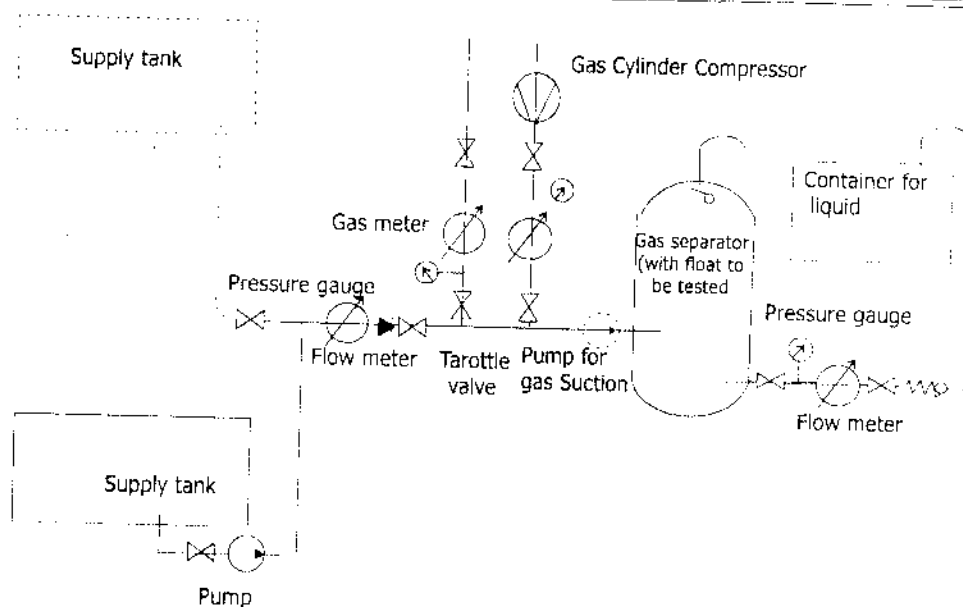 Supply tank
Gas Cylinder Compressor
Container for
liquid
Gas meter
Gas separator
(with float to
be tested
Pressure gauge
Pressure gauge
Flow meter
Tarottle
valve
Pump for
gas Suction
Flow meter
Supply tank
Pump